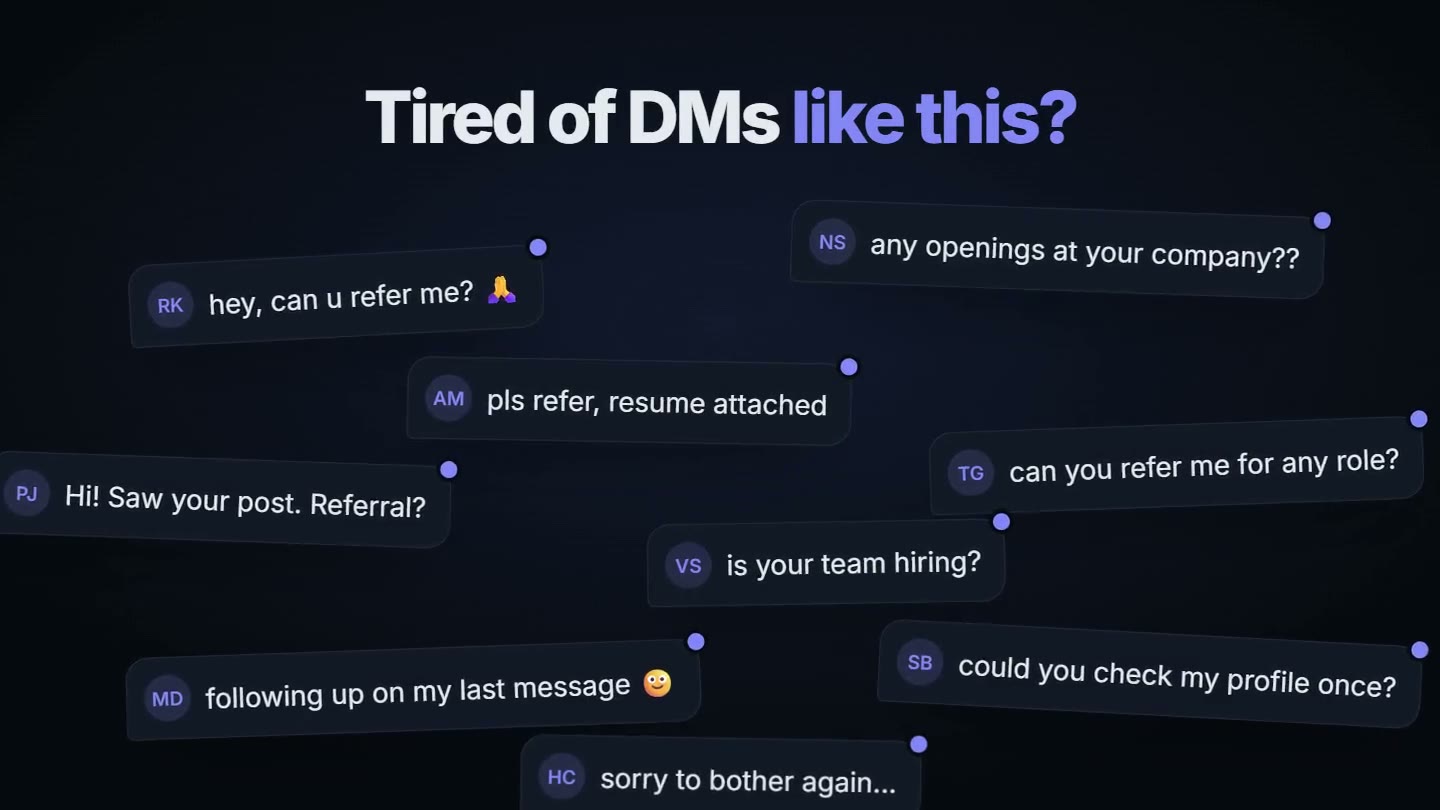 Tired of DMs like this?
NS any openings at your company??
RK hey, can u refer me? 🙏
AM pls refer, resume attached
TG can you refer me for any role?
PJ Hi! Saw your post. Referral?
VS is your team hiring?
SB could you check my profile once?
MD following up on my last message 🙂
HC sorry to bother again...